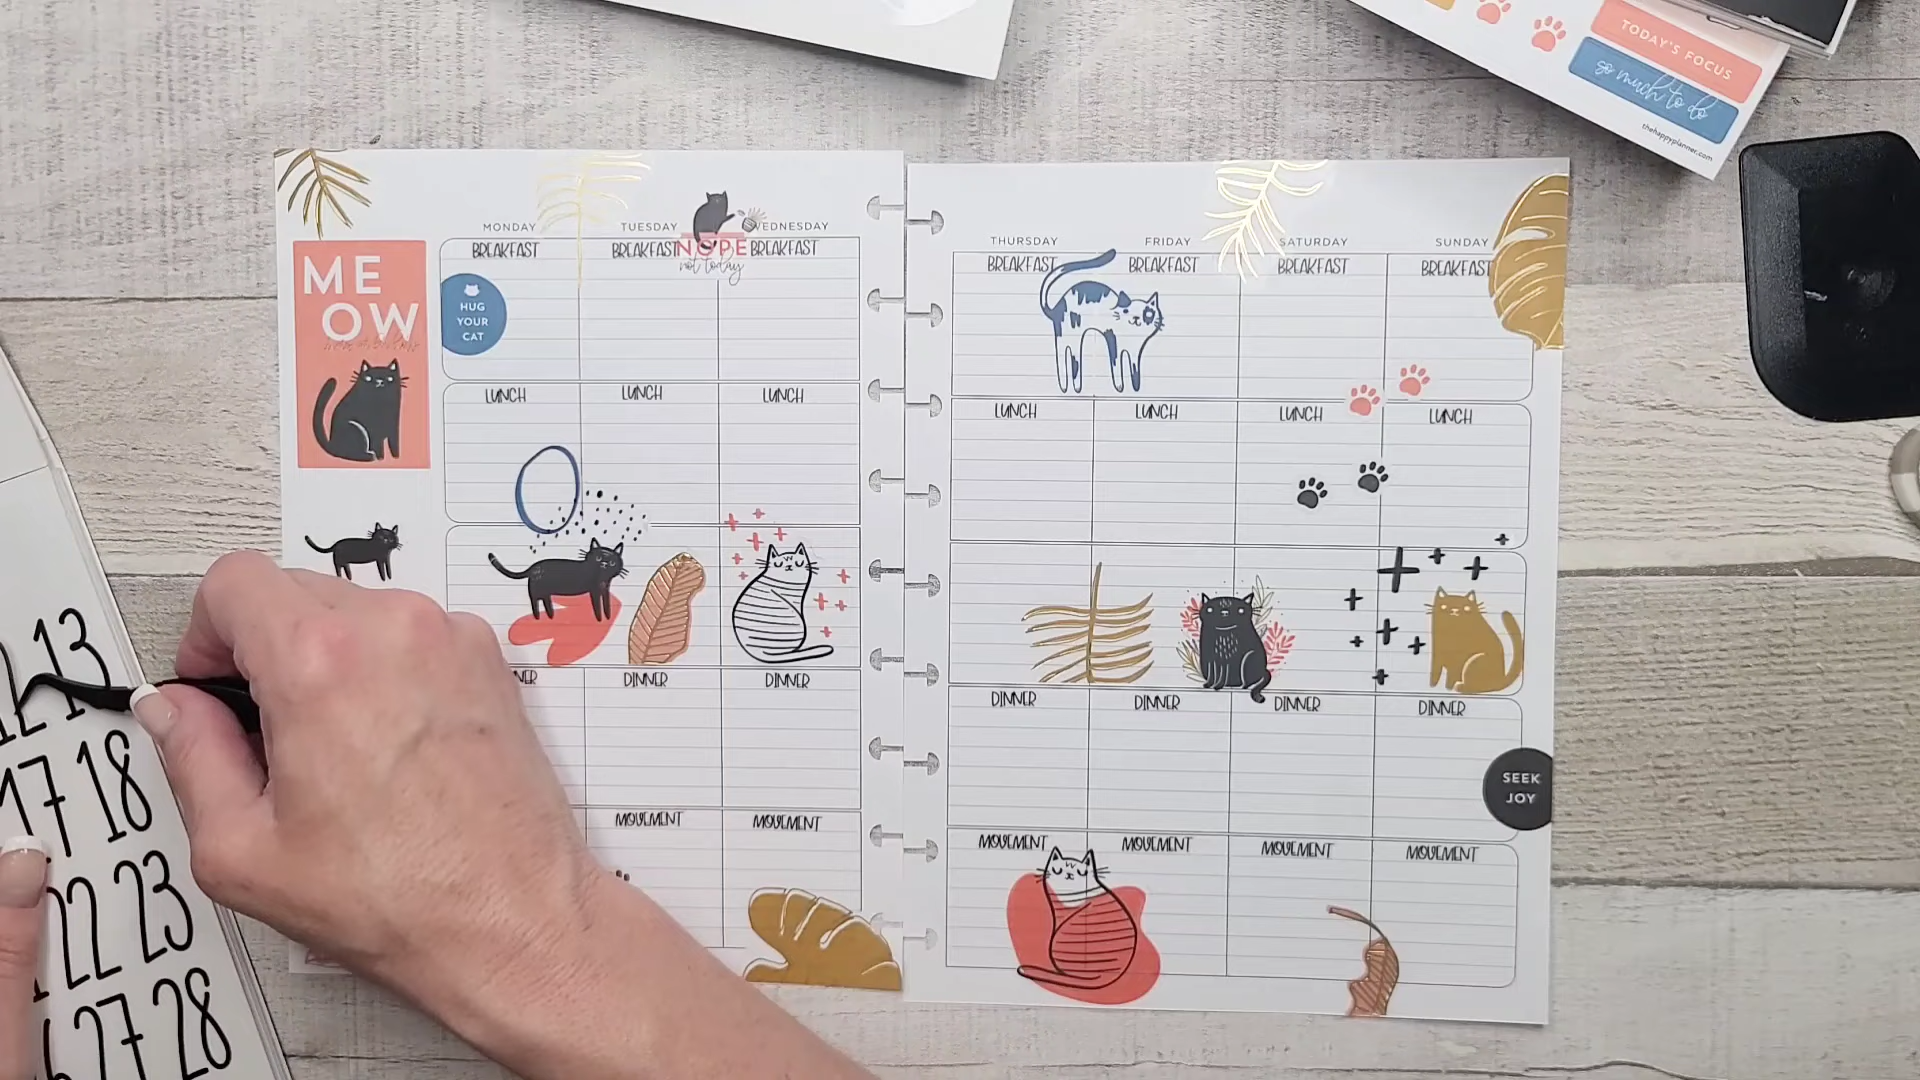 TODAY'S FOCUS
so much to do
thehappyplanner.com
MONDAY TUESDAY WEDNESDAY
BREAKFAST BREAKFAST NOPE BREAKFAST
not today
THURSDAY FRIDAY SATURDAY SUNDAY
BREAKFAST BREAKFAST BREAKFAST BREAKFAST
ME
OW
HUG
YOUR
CAT
LUNCH LUNCH LUNCH
LUNCH LUNCH LUNCH LUNCH
DINNER DINNER
DINNER DINNER DINNER DINNER
SEEK
JOY
MOVEMENT MOVEMENT
MOVEMENT MOVEMENT MOVEMENT MOVEMENT
12 13
17 18
22 23
27 28